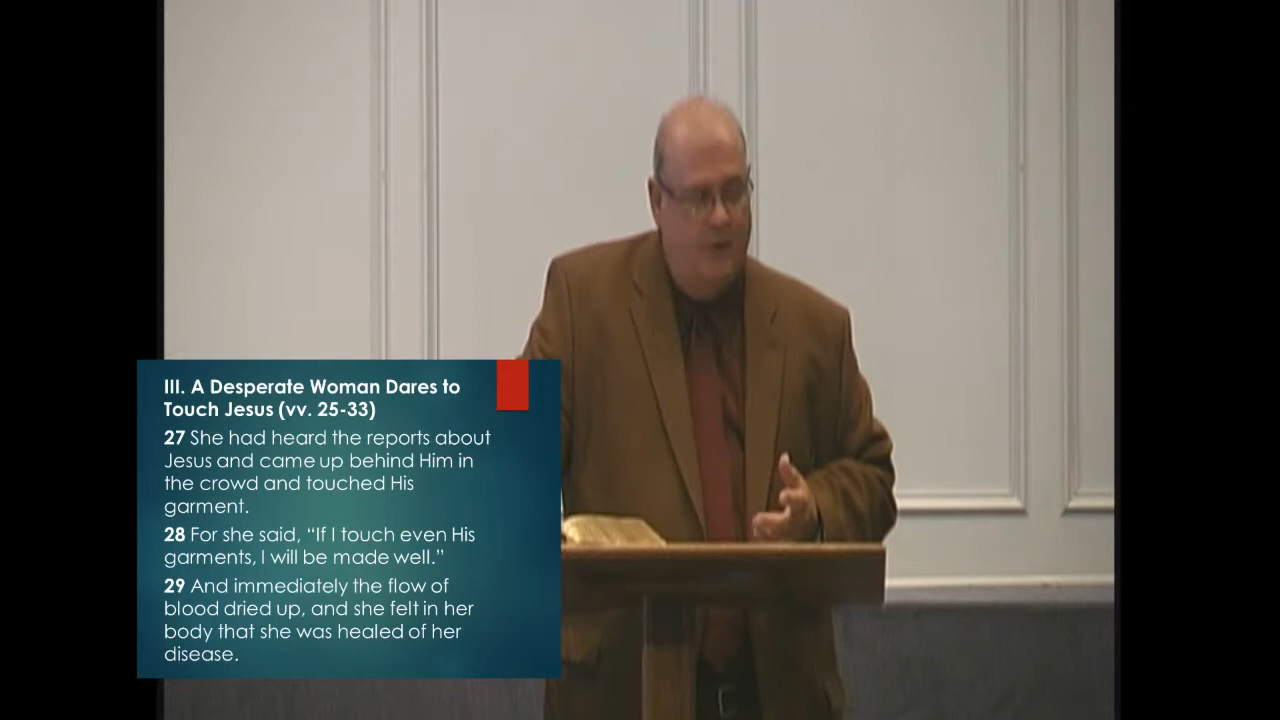 III. A Desperate Woman Dares to
Touch Jesus (vv. 25-33)
27 She had heard the reports about
Jesus and came up behind Him in
the crowd and touched His
garment.
28 For she said, “If I touch even His
garments, I will be made well.”
29 And immediately the flow of
blood dried up, and she felt in her
body that she was healed of her
disease.